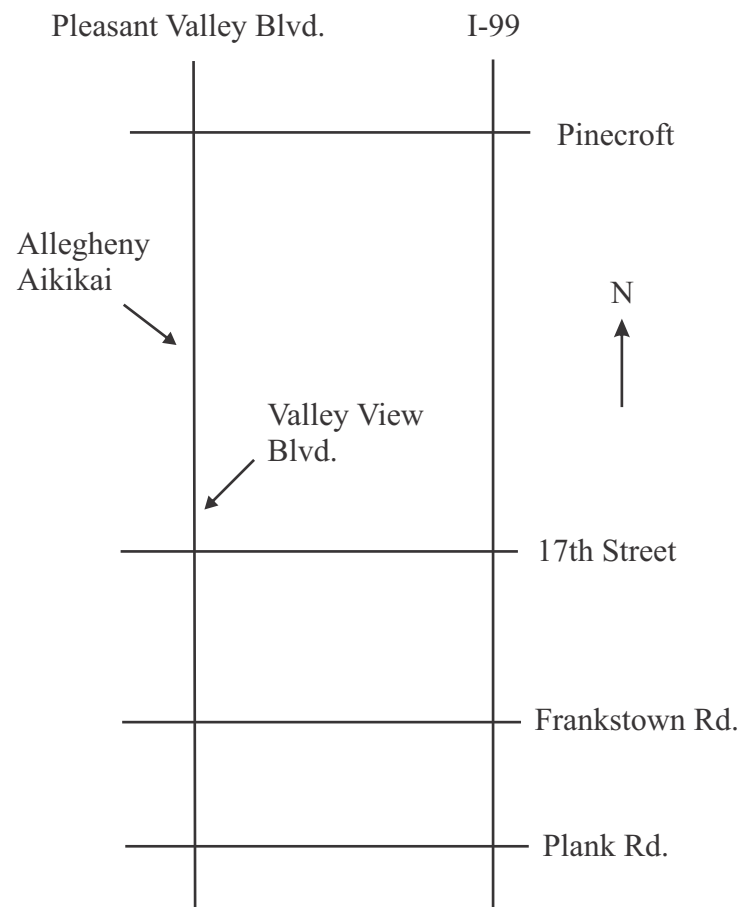 Pleasant Valley Blvd.
I-99
Pinecroft
Allegheny
Aikikai
N
Valley View
Blvd.
17th Street
Frankstown Rd.
Plank Rd.